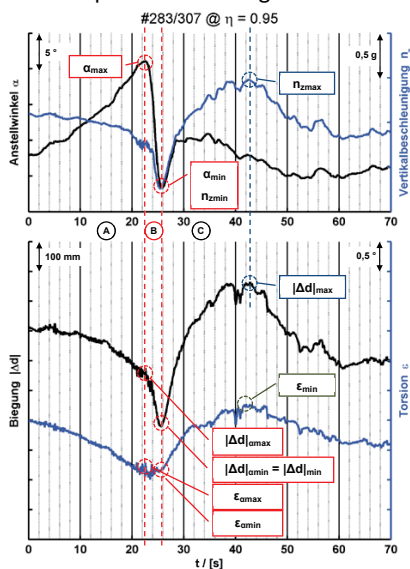 #283/307 @ η = 0.95
5 °
0,5 g
αmax
nzmax
αmin
nzmin
Anstellwinkel α
Vertikalbeschleunigung nz
0 10 20 30 40 50 60 70
A B C
100 mm
0,5 °
|Δd|max
εmin
|Δd|αmax
|Δd|αmin = |Δd|min
εαmax
εαmin
Biegung |Δd|
Torsion ε
0 10 20 30 40 50 60 70
t / [s]